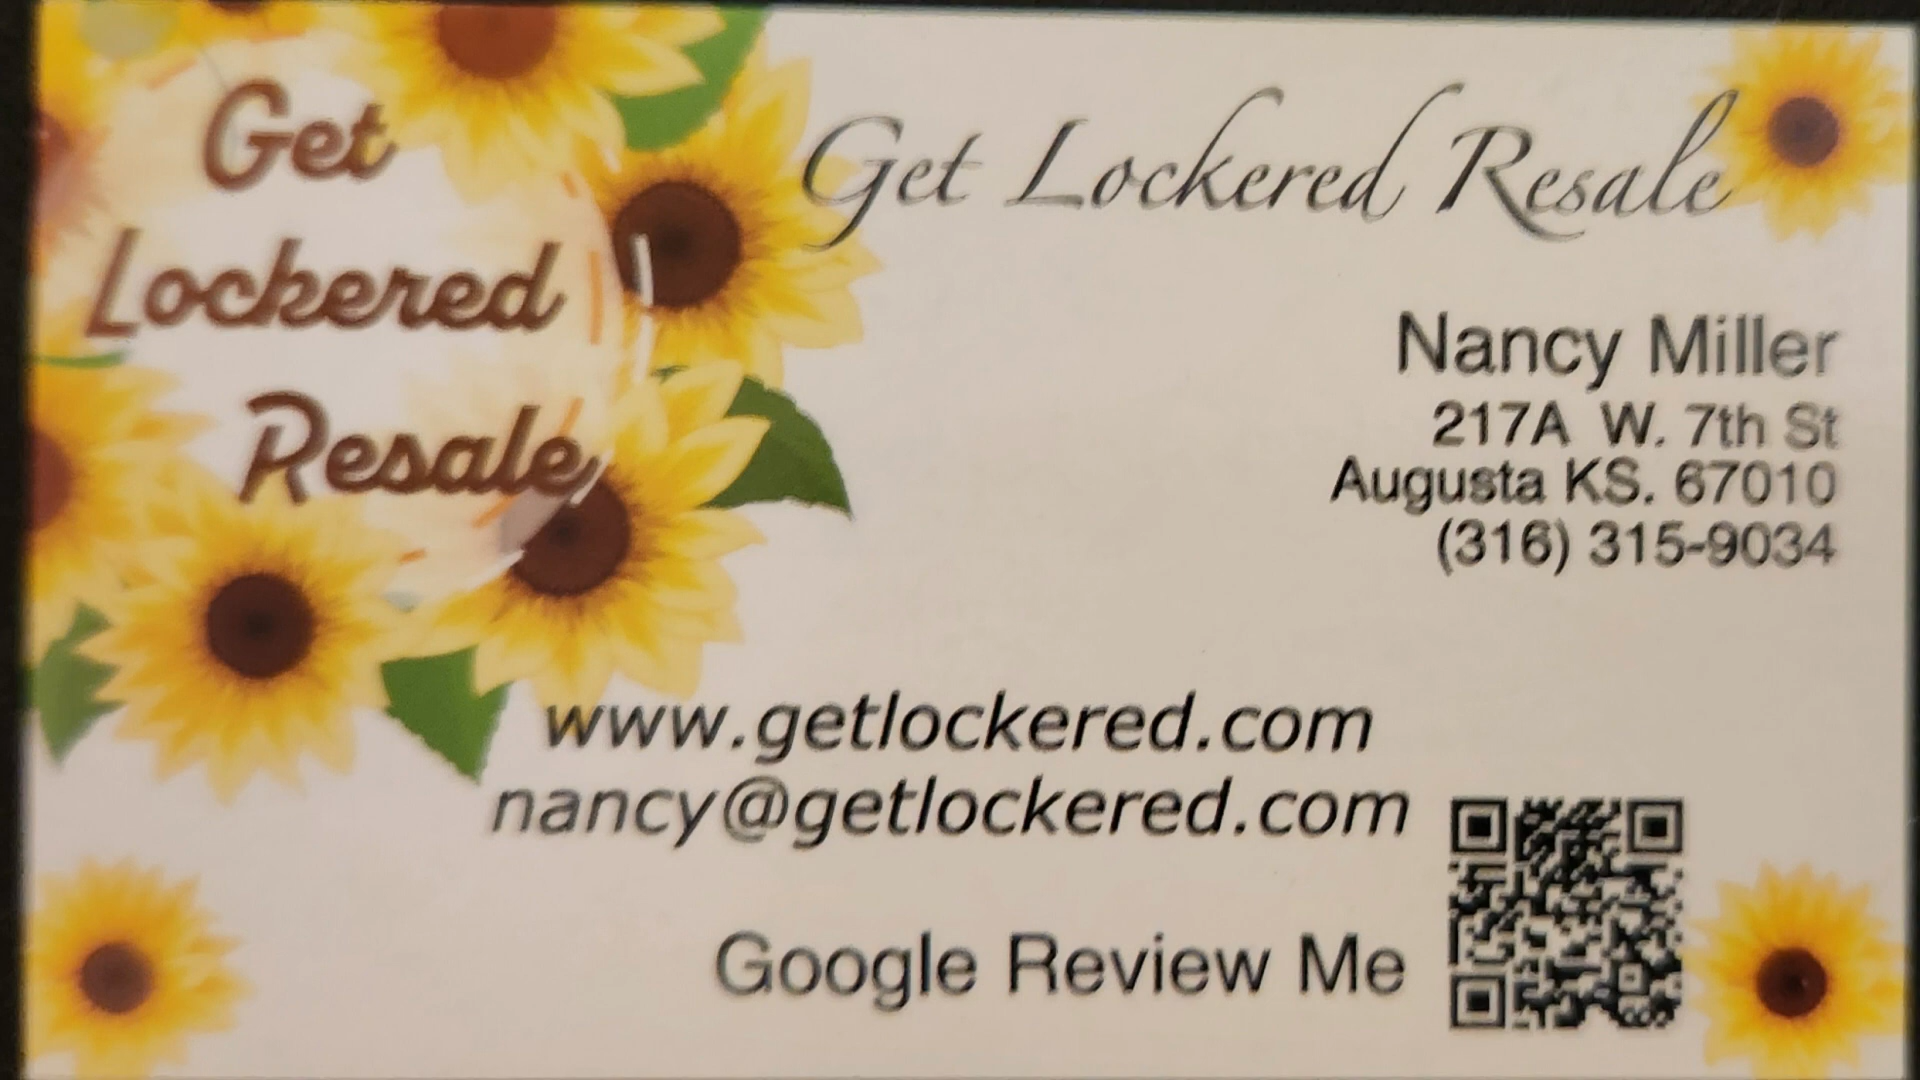 Get
Lockered
Resale
Get Lockered Resale
Nancy Miller
217A W. 7th St
Augusta KS. 67010
(316) 315-9034
www.getlockered.com
nancy@getlockered.com
Google Review Me